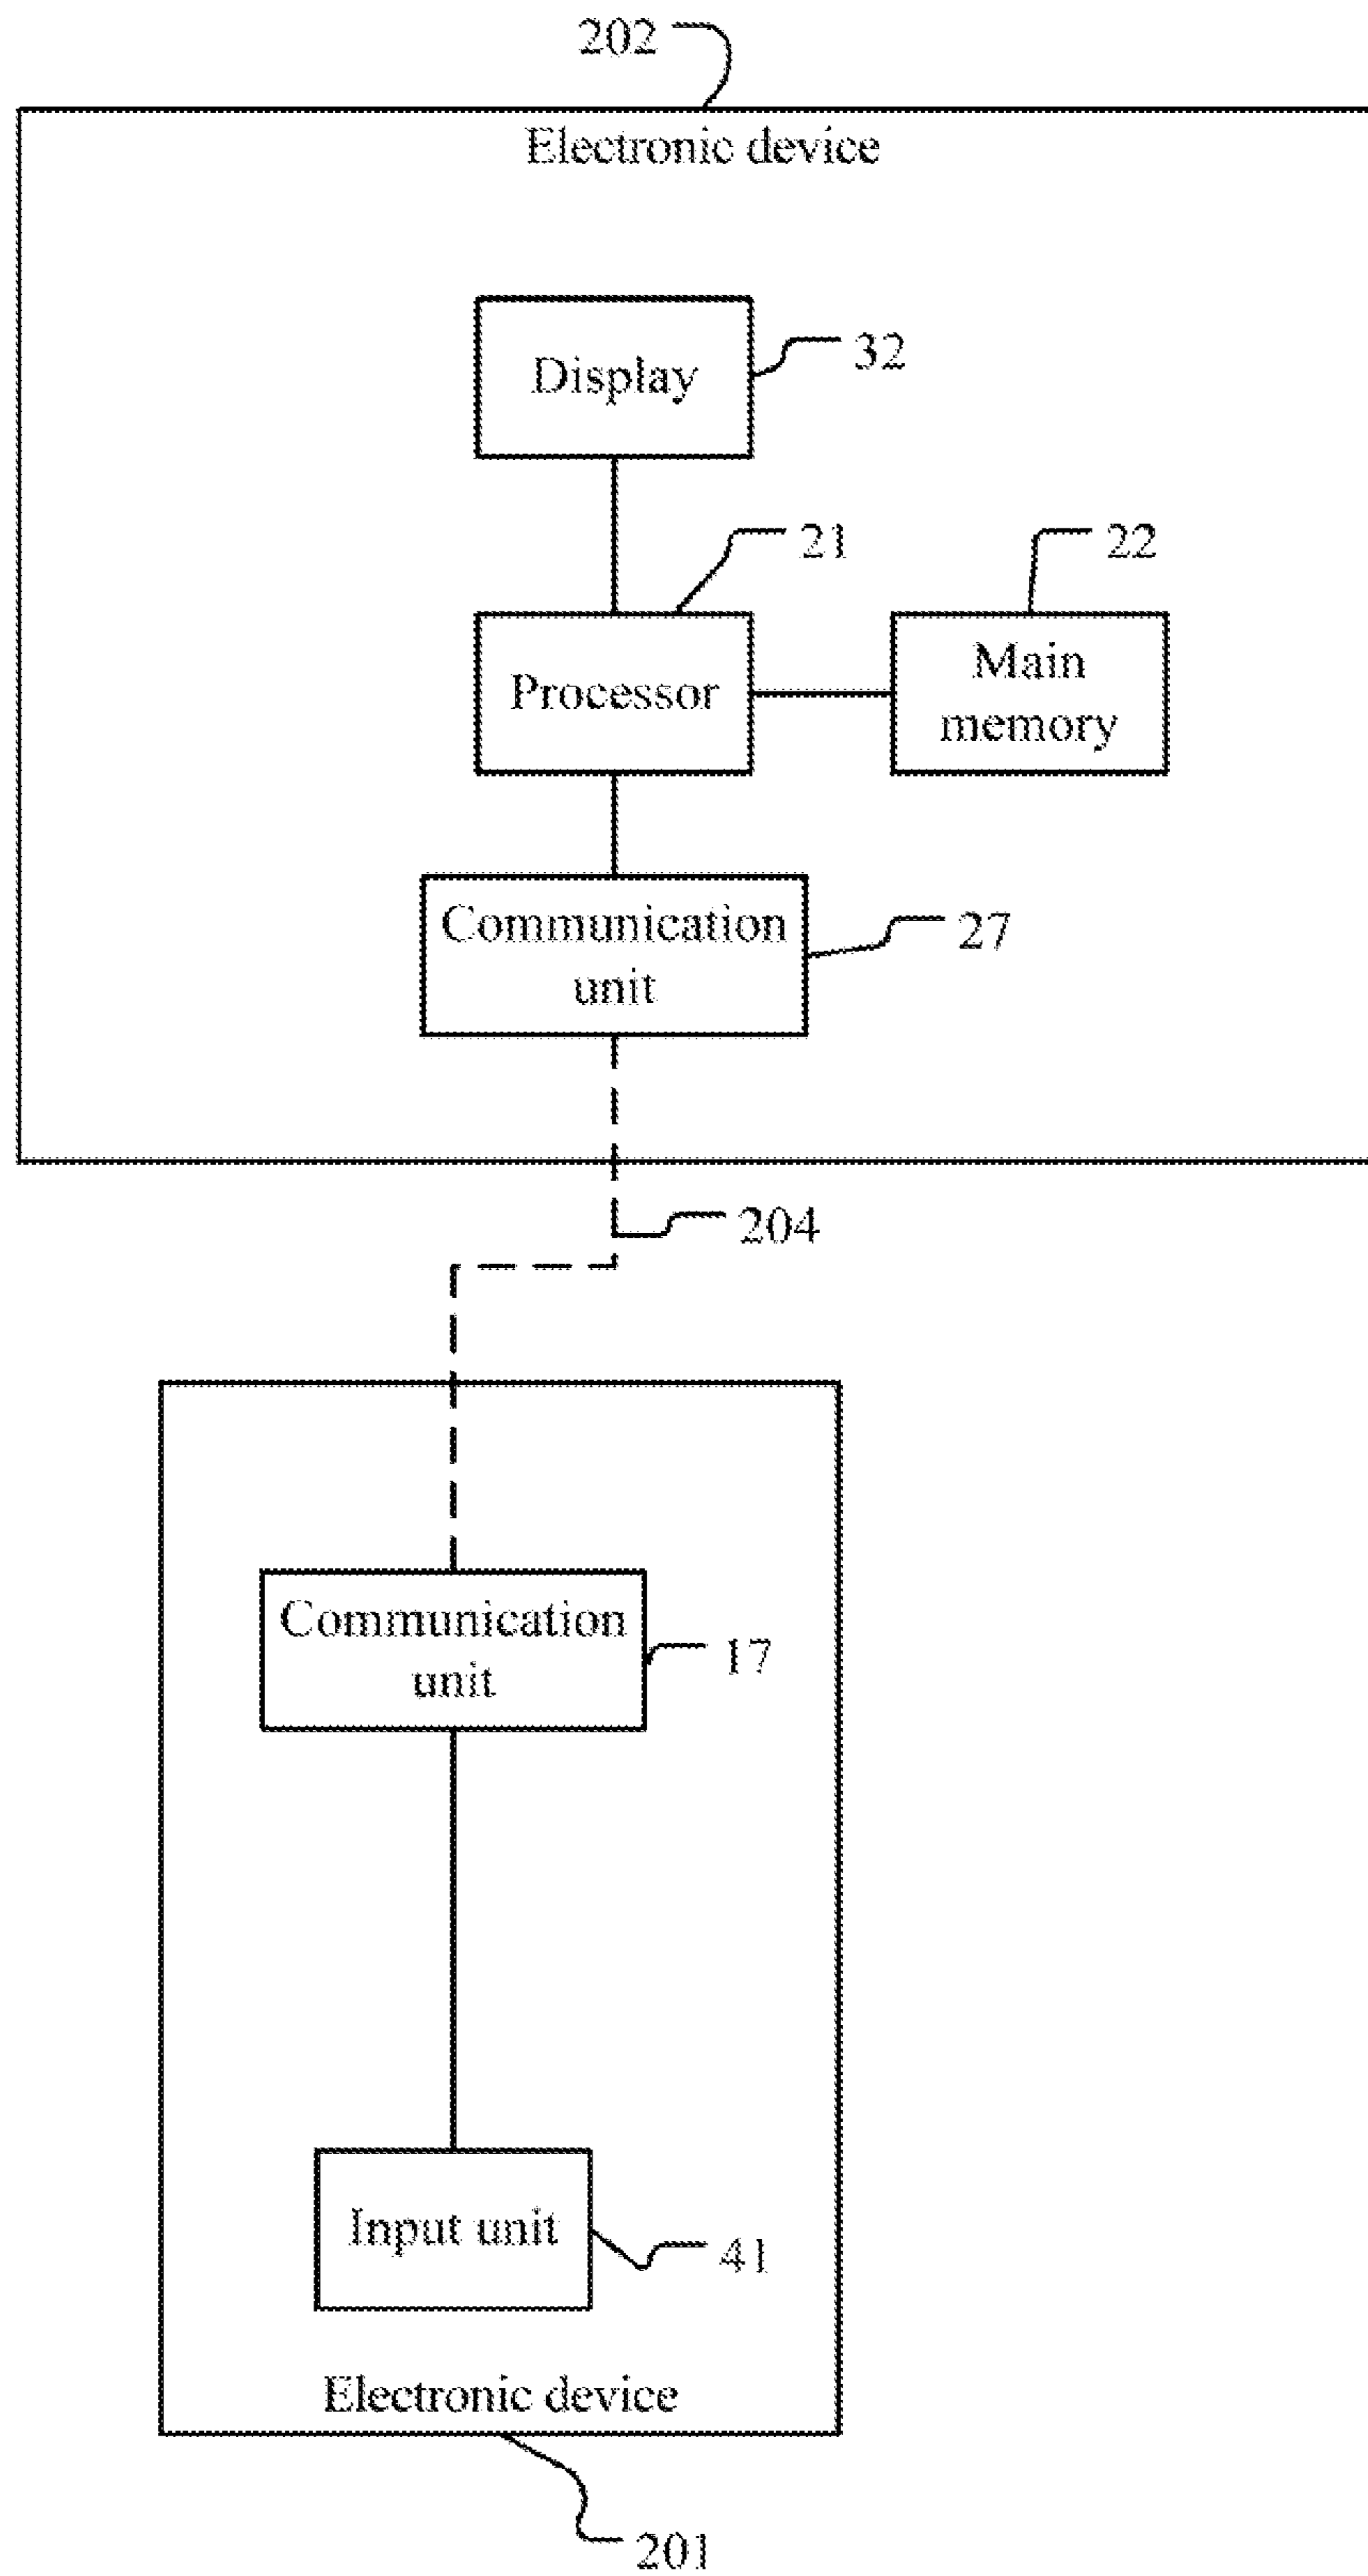 202
Electronic device
32
Display
21
22
Processor
Main
memory
Communication
unit
27
204
Communication
unit
17
Input unit
41
Electronic device
201